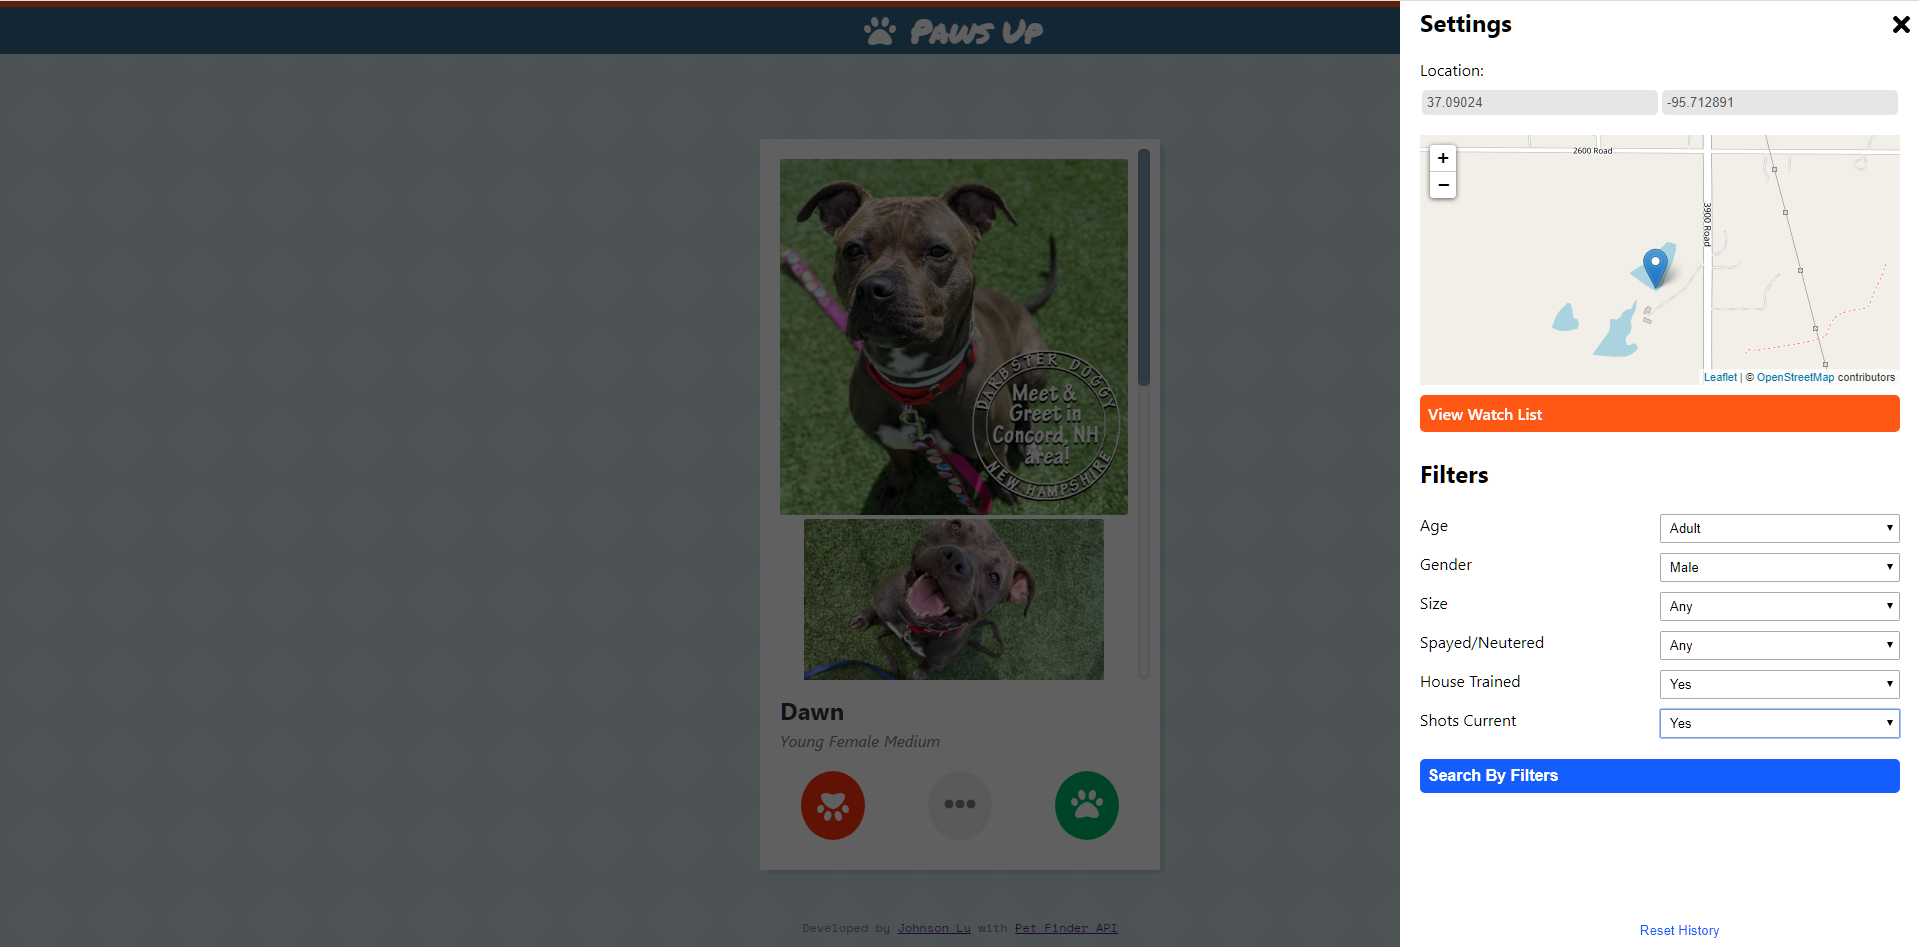 Paws Up
DARBSTER DOGGY
Meet &
Greet in
Concord, NH
area!
NEW HAMPSHIRE
Dawn
Young Female Medium
Developed by Johnson Lu with Pet Finder API
Settings
Location:
37.09024
-95.712891
+
−
2600 Road
3900 Road
Leaflet | © OpenStreetMap contributors
View Watch List
Filters
Age
Adult
Gender
Male
Size
Any
Spayed/Neutered
Any
House Trained
Yes
Shots Current
Yes
Search By Filters
Reset History